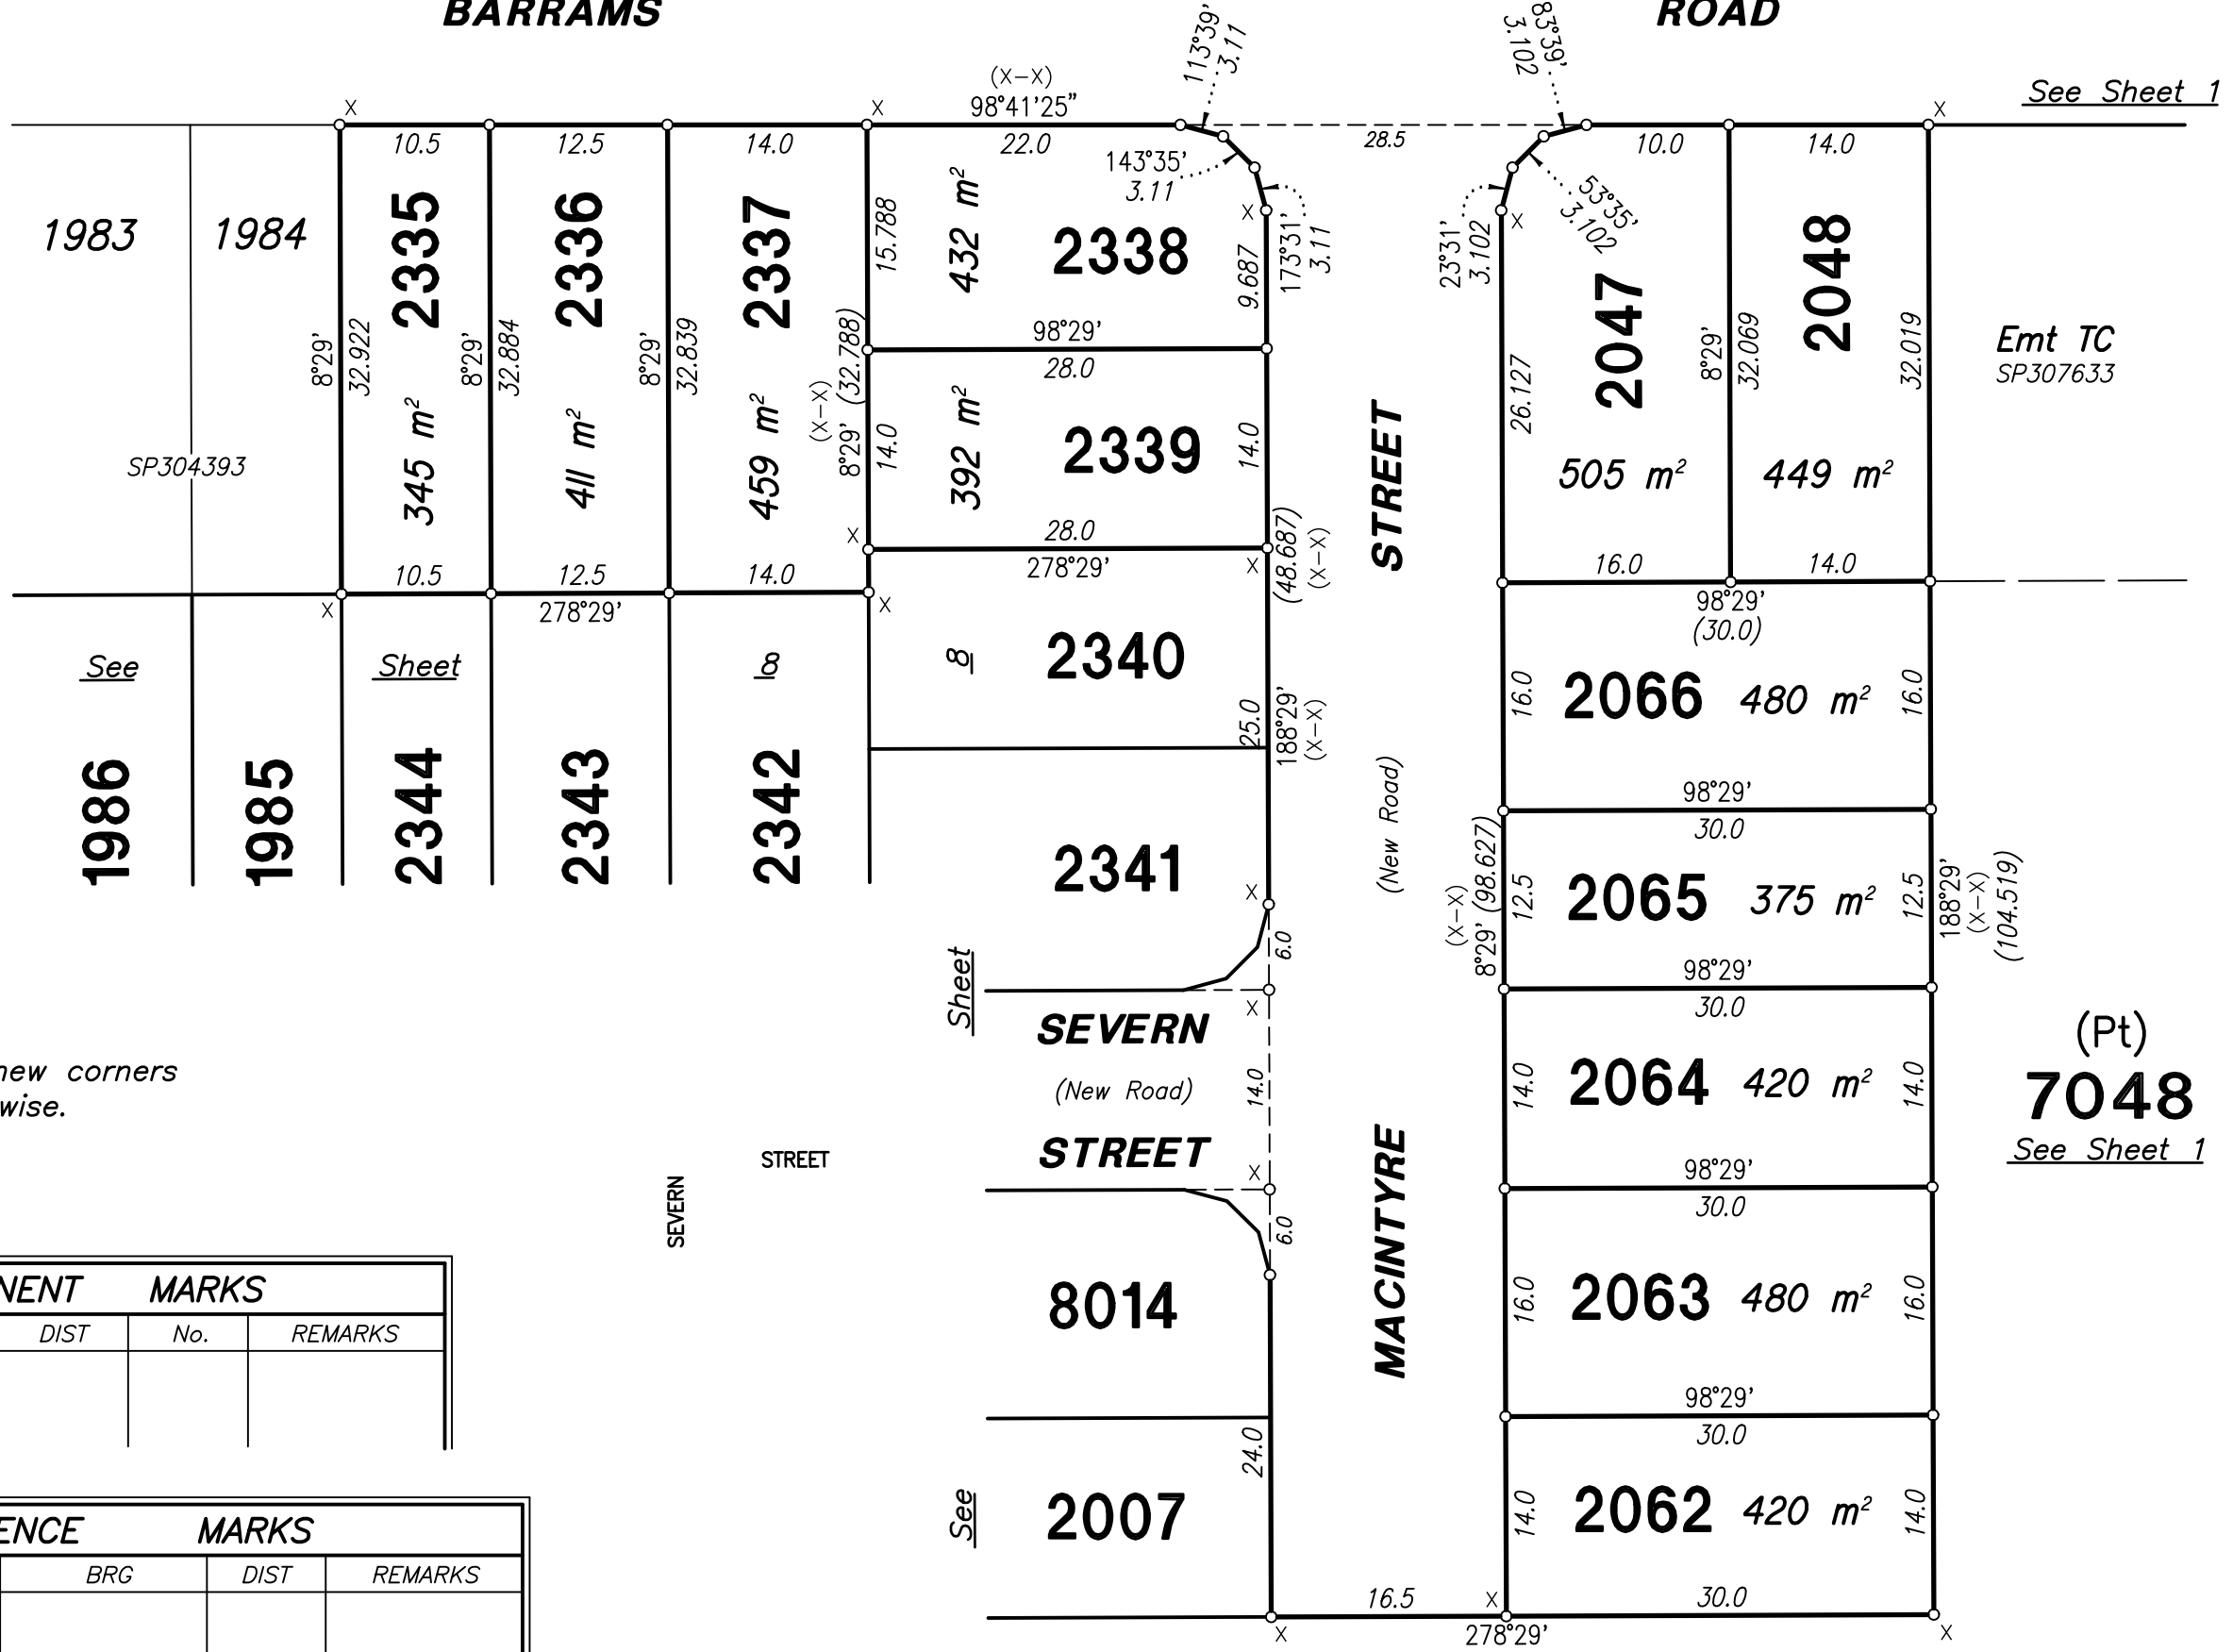 BARRAMS
ROAD
113°39'
3.11
83°39'
3.102
(X-X)
98°41'25"
See Sheet 1
X
X
X
10.5
12.5
14.0
22.0
28.5
10.0
14.0
143°35'
3.11
53°35'
3.102
1983
1984
2335
2336
2337
15.788
432 m²
2338
X
9.687
173°31'
3.11
23°31'
3.102
X
2047
2048
8°29'
32.922
8°29'
32.884
8°29'
32.839
(X-X)
8°29' (32.788)
98°29'
28.0
26.127
8°29'
32.069
32.019
Emt TC
SP307633
SP304393
345 m²
411 m²
459 m²
14.0
392 m²
2339
14.0
STREET
505 m²
449 m²
X
28.0
278°29'
X
(48.687)
(X-X)
10.5
12.5
14.0
16.0
14.0
X
278°29'
X
98°29'
(30.0)
See
Sheet
8
8
2340
25.0
188°29'
(X-X)
16.0
2066
480 m²
16.0
1986
1985
2344
2343
2342
(New Road)
98°29'
30.0
2341
X
(X-X)
8°29' (98.627)
12.5
2065
375 m²
12.5
188°29'
(X-X)
(104.519)
6.0
Sheet
98°29'
30.0
X
SEVERN
(New Road)
STREET
14.0
X
14.0
2064
420 m²
14.0
(Pt)
7048
See Sheet 1
new corners
wise.
STREET
SEVERN
98°29'
30.0
6.0
MACINTYRE
8014
16.0
2063
480 m²
16.0
NENT MARKS
DIST No. REMARKS
98°29'
30.0
24.0
See
2007
14.0
2062
420 m²
14.0
ENCE MARKS
BRG DIST REMARKS
16.5
X
30.0
X
278°29'
X